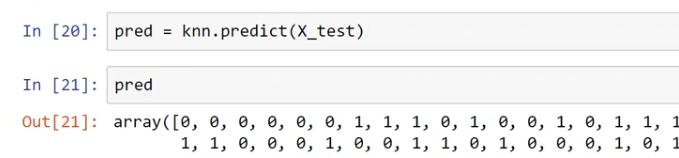 In [20]: pred = knn.predict(X_test)
In [21]: pred
Out[21]: array([0, 0, 0, 0, 0, 0, 1, 1, 1, 0, 1, 0, 0, 1, 0, 1, 1, 1
1, 1, 0, 0, 0, 1, 0, 0, 1, 1, 0, 1, 0, 0, 0, 1, 0, 1